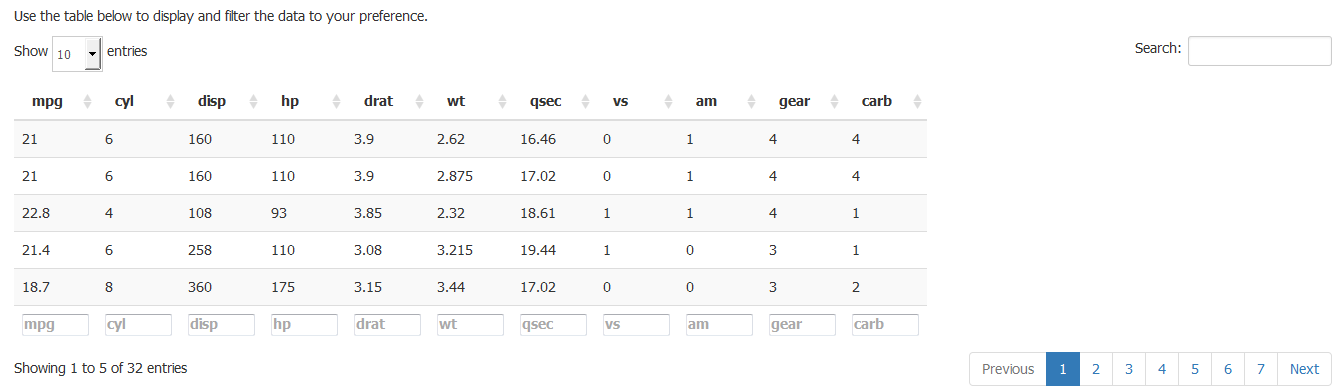 Use the table below to display and filter the data to your preference.
Show 10 entries Search:
mpg cyl disp hp drat wt qsec vs am gear carb
21 6 160 110 3.9 2.62 16.46 0 1 4 4
21 6 160 110 3.9 2.875 17.02 0 1 4 4
22.8 4 108 93 3.85 2.32 18.61 1 1 4 1
21.4 6 258 110 3.08 3.215 19.44 1 0 3 1
18.7 8 360 175 3.15 3.44 17.02 0 0 3 2
mpg cyl disp hp drat wt qsec vs am gear carb
Showing 1 to 5 of 32 entries Previous 1 2 3 4 5 6 7 Next